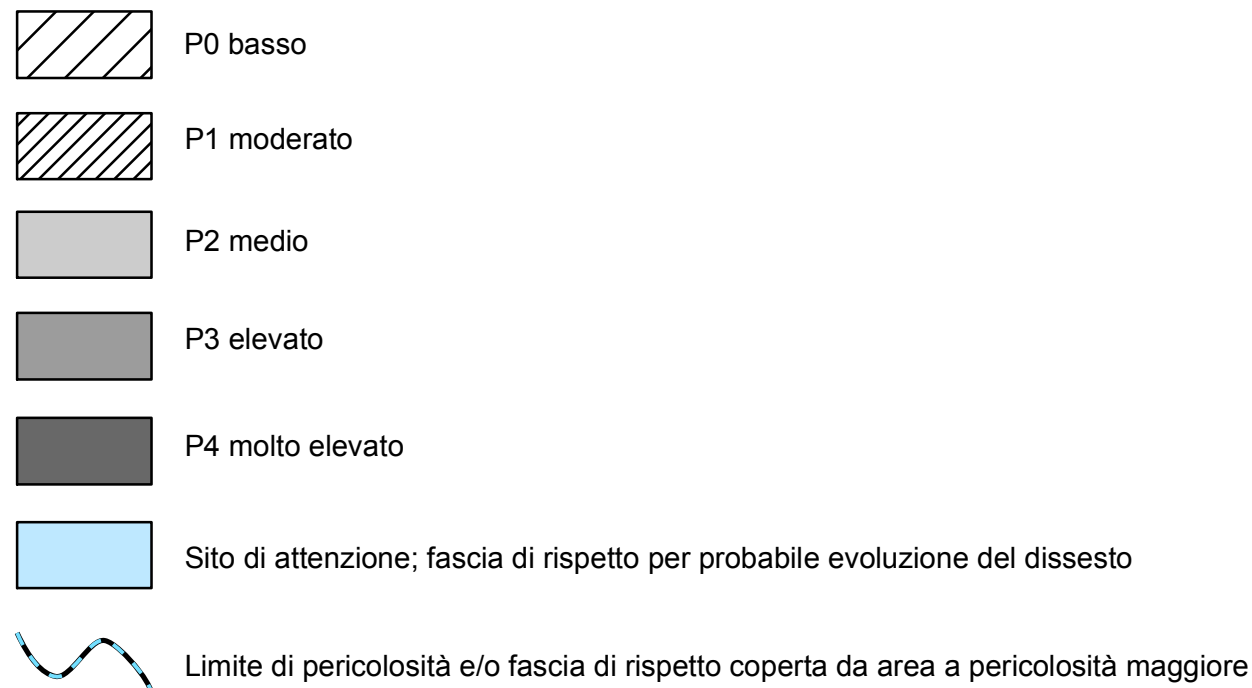 P0 basso
P1 moderato
P2 medio
P3 elevato
P4 molto elevato
Sito di attenzione; fascia di rispetto per probabile evoluzione del dissesto
Limite di pericolosità e/o fascia di rispetto coperta da area a pericolosità maggiore